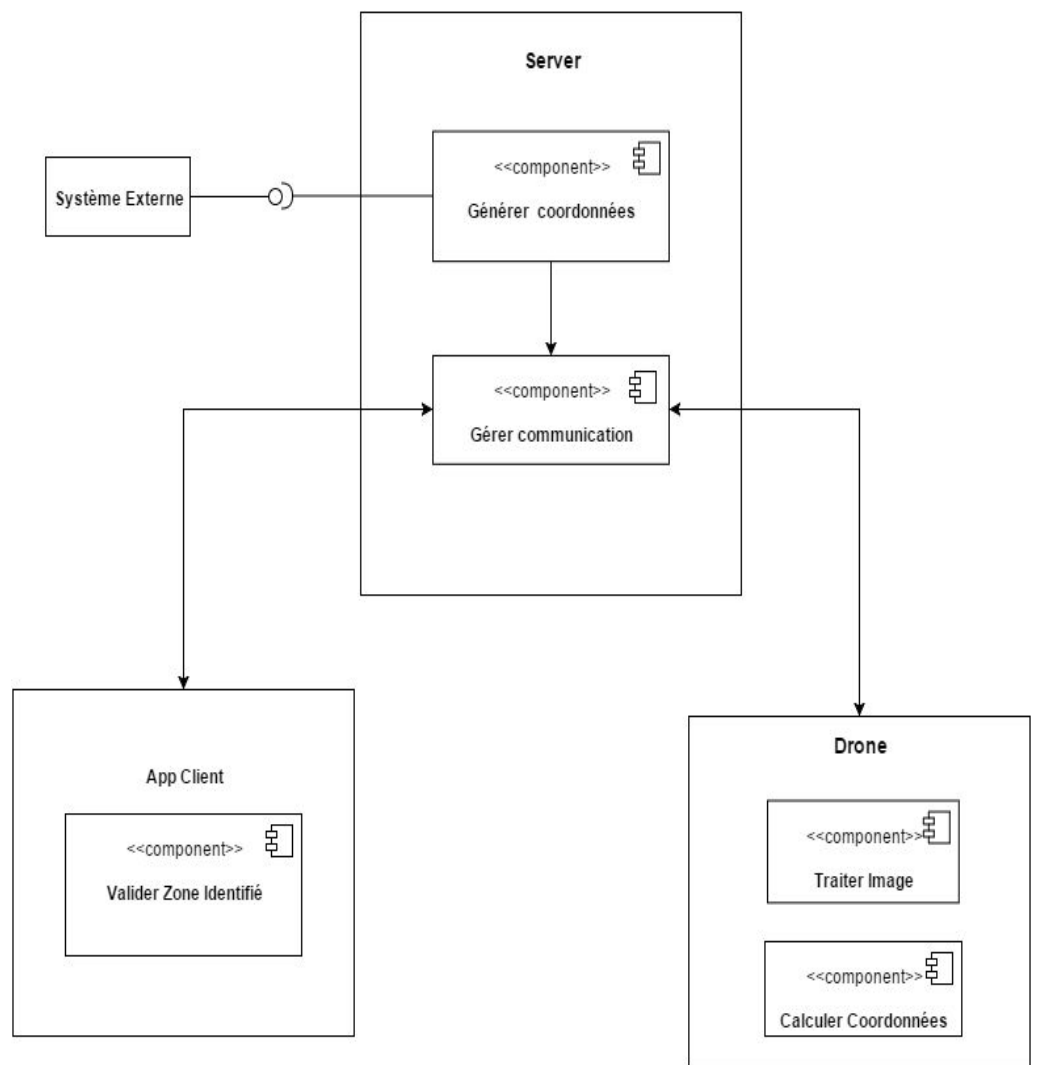 Server
<<component>>
Générer coordonnées
Système Externe
<<component>>
Gérer communication
App Client
<<component>>
Valider Zone Identifié
Drone
<<component>>
Traiter Image
<<component>>
Calculer Coordonnées